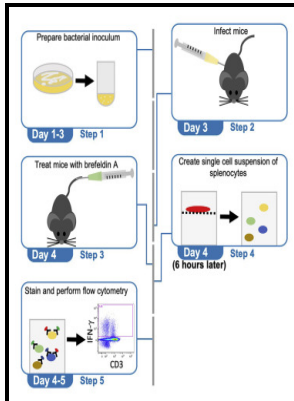 Prepare bacterial inoculum
Day 1-3 Step 1
Infect mice
Day 3 Step 2
Treat mice with brefeldin A
Day 4 Step 3
Create single cell suspension of
splenocytes
Day 4 Step 4
(6 hours later)
Stain and perform flow cytometry
IFN-γ
CD3
Day 4-5 Step 5